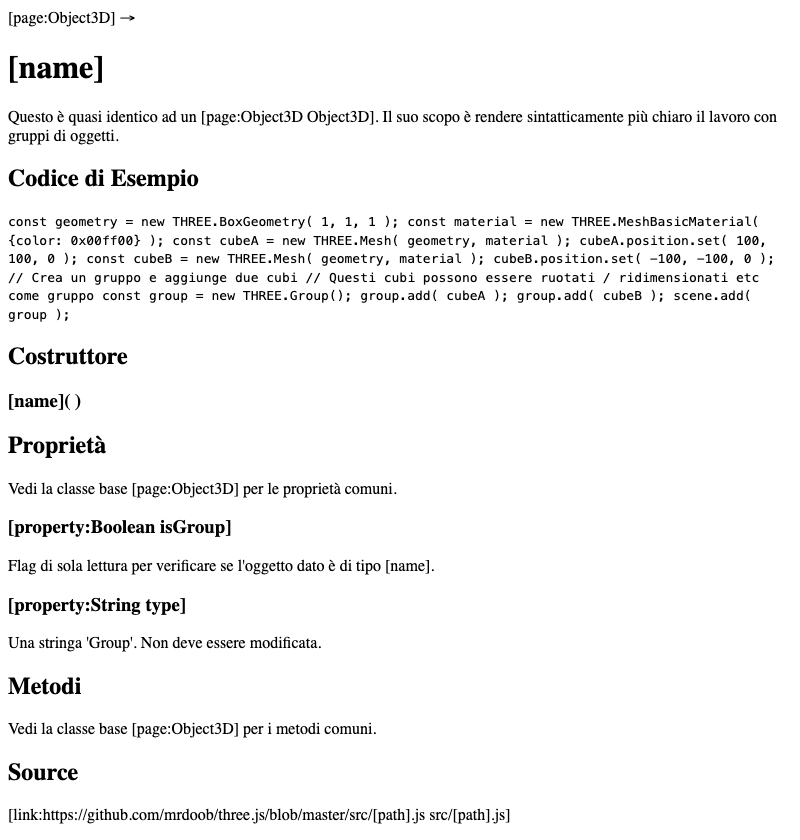 [page:Object3D] →
[name]
Questo è quasi identico ad un [page:Object3D Object3D]. Il suo scopo è rendere sintatticamente più chiaro il lavoro con
gruppi di oggetti.
Codice di Esempio
const geometry = new THREE.BoxGeometry( 1, 1, 1 ); const material = new THREE.MeshBasicMaterial(
{color: 0x00ff00} ); const cubeA = new THREE.Mesh( geometry, material ); cubeA.position.set( 100,
100, 0 ); const cubeB = new THREE.Mesh( geometry, material ); cubeB.position.set( -100, -100, 0 );
// Crea un gruppo e aggiunge due cubi // Questi cubi possono essere ruotati / ridimensionati etc
come gruppo const group = new THREE.Group(); group.add( cubeA ); group.add( cubeB ); scene.add(
group );
Costruttore
[name]( )
Proprietà
Vedi la classe base [page:Object3D] per le proprietà comuni.
[property:Boolean isGroup]
Flag di sola lettura per verificare se l'oggetto dato è di tipo [name].
[property:String type]
Una stringa 'Group'. Non deve essere modificata.
Metodi
Vedi la classe base [page:Object3D] per i metodi comuni.
Source
[link:https://github.com/mrdoob/three.js/blob/master/src/[path].js src/[path].js]